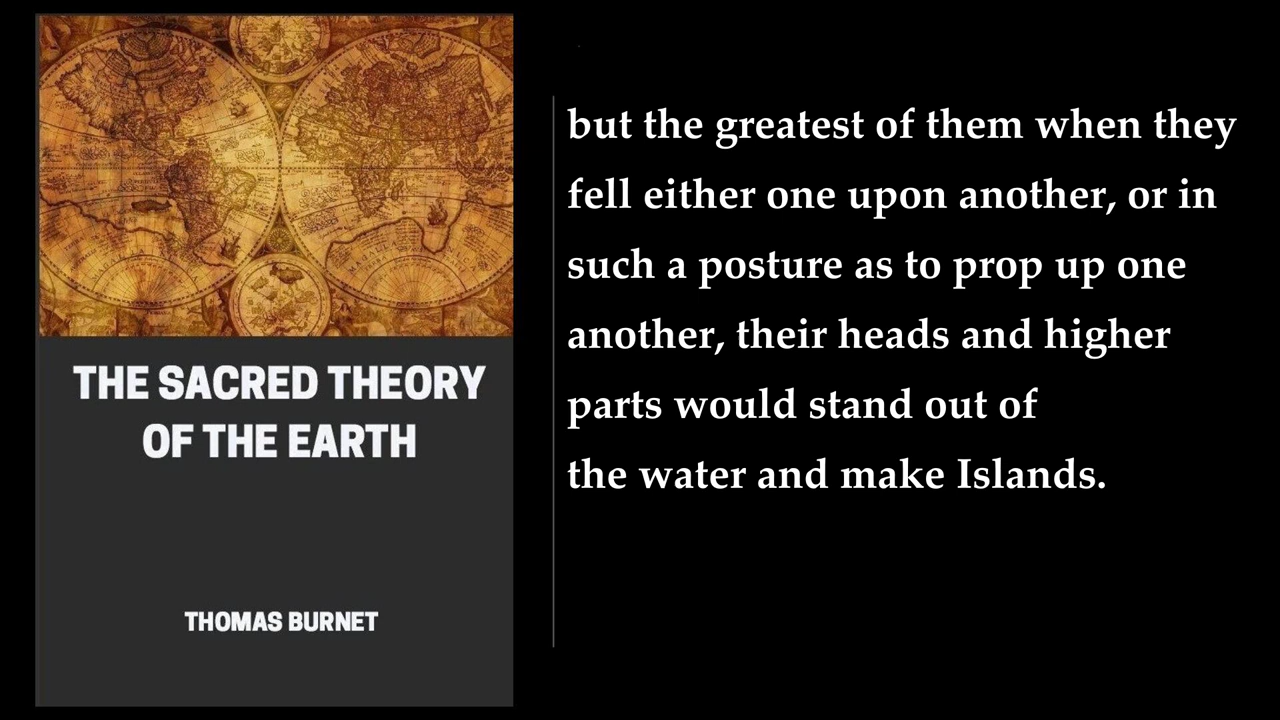 THE SACRED THEORY
OF THE EARTH
THOMAS BURNET
but the greatest of them when they
fell either one upon another, or in
such a posture as to prop up one
another, their heads and higher
parts would stand out of
the water and make Islands.